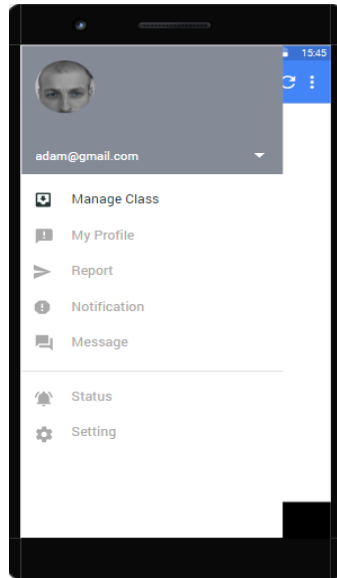 15:45
adam@gmail.com
Manage Class
My Profile
Report
Notification
Message
Status
Setting